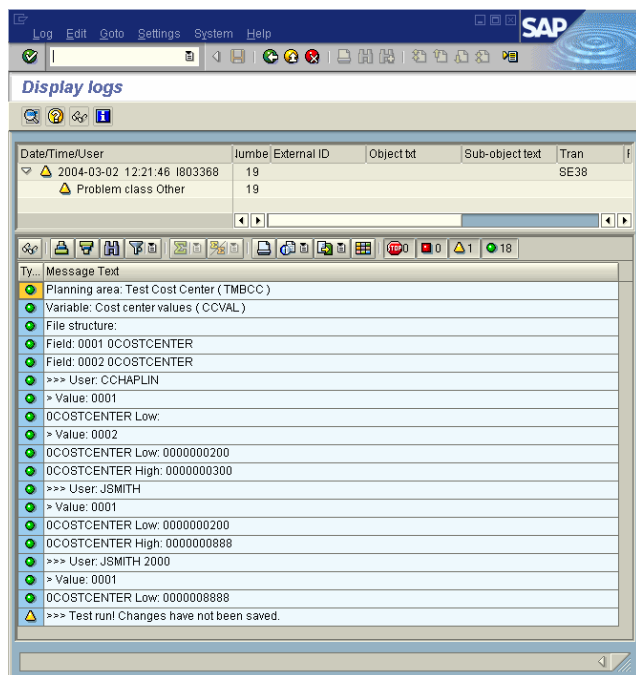 Log Edit Goto Settings System Help
SAP
Display logs
Date/Time/User Numbe External ID Object txt Sub-object text Tran
2004-03-02 12:21:46 I803368 19 SE38
Problem class Other 19
STOP 0 0 1 18
Ty... Message Text
Planning area: Test Cost Center ( TMBCC )
Variable: Cost center values ( CCVAL )
File structure:
Field: 0001 0COSTCENTER
Field: 0002 0COSTCENTER
>>> User: CCHAPLIN
> Value: 0001
0COSTCENTER Low:
> Value: 0002
0COSTCENTER Low: 0000000200
0COSTCENTER High: 0000000300
>>> User: JSMITH
> Value: 0001
0COSTCENTER Low: 0000000200
0COSTCENTER High: 0000000888
>>> User: JSMITH 2000
> Value: 0001
0COSTCENTER Low: 0000008888
>>> Test run! Changes have not been saved.